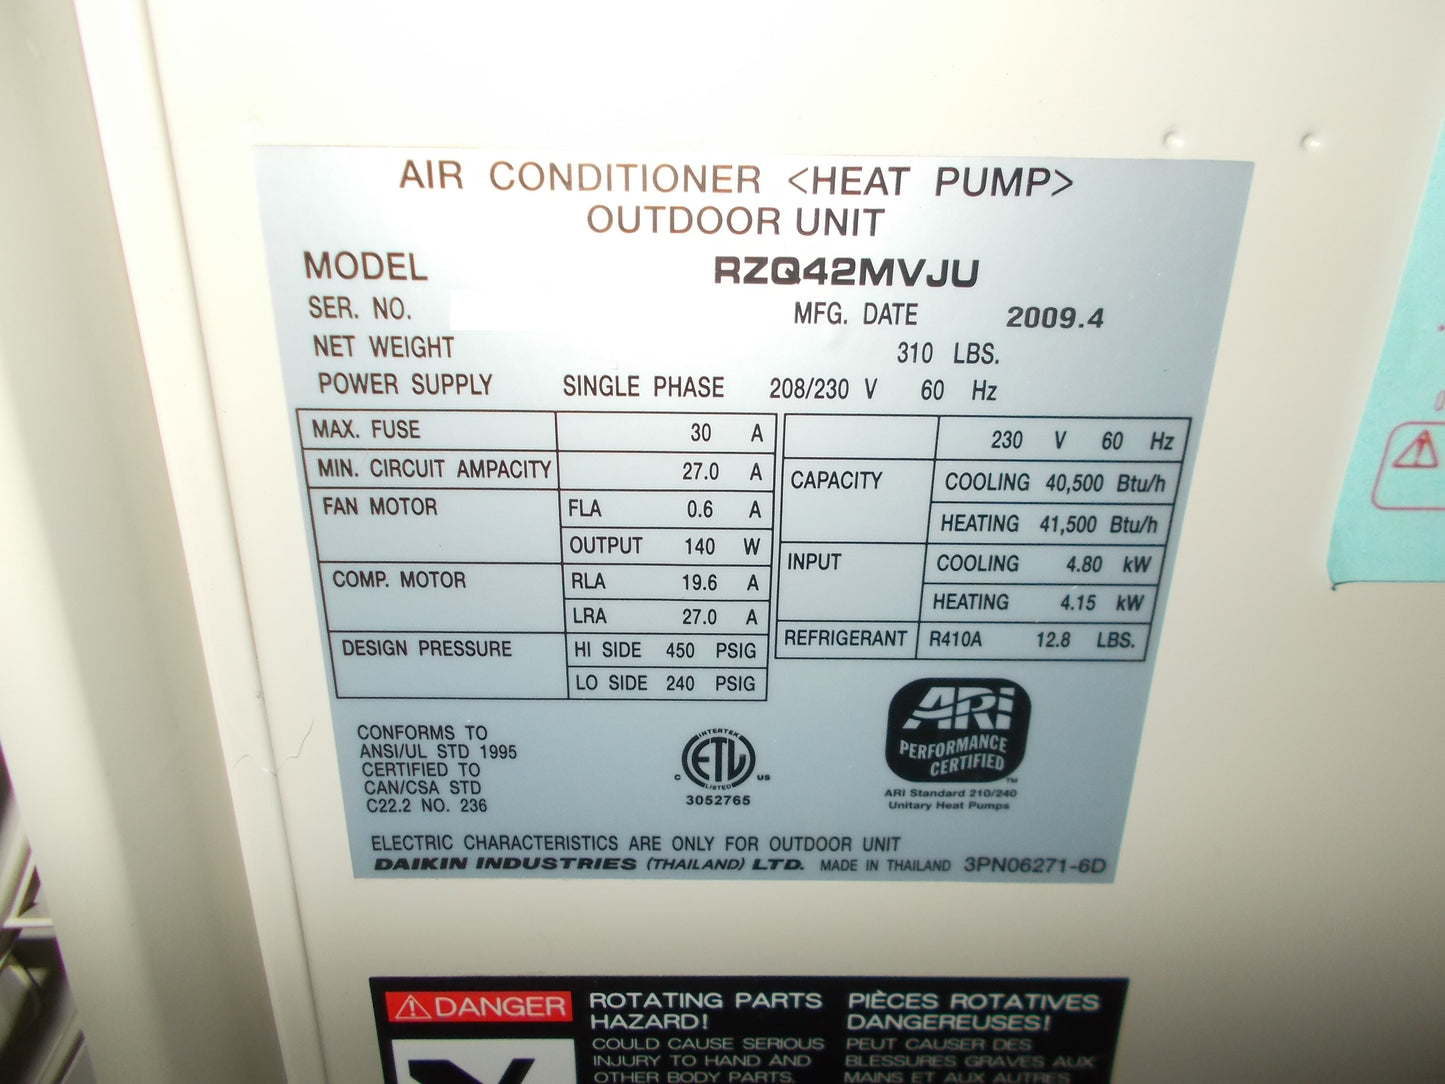 AIR CONDITIONER <HEAT PUMP>
OUTDOOR UNIT
MODEL RZQ42MVJU
SER. NO. MFG. DATE 2009.4
NET WEIGHT 310 LBS.
POWER SUPPLY SINGLE PHASE 208/230 V 60 Hz
MAX. FUSE 30 A
MIN. CIRCUIT AMPACITY 27.0 A
FAN MOTOR FLA 0.6 A
OUTPUT 140 W
COMP. MOTOR RLA 19.6 A
LRA 27.0 A
DESIGN PRESSURE HI SIDE 450 PSIG
LO SIDE 240 PSIG
230 V 60 Hz
CAPACITY COOLING 40,500 Btu/h
HEATING 41,500 Btu/h
INPUT COOLING 4.80 kW
HEATING 4.15 kW
REFRIGERANT R410A 12.8 LBS.
CONFORMS TO
ANSI/UL STD 1995
CERTIFIED TO
CAN/CSA STD
C22.2 NO. 236
INTERTEK
C ETL US
LISTED
3052765
ARI
PERFORMANCE
CERTIFIED
TM
ARI Standard 210/240
Unitary Heat Pumps
ELECTRIC CHARACTERISTICS ARE ONLY FOR OUTDOOR UNIT
DAIKIN INDUSTRIES (THAILAND) LTD. MADE IN THAILAND 3PN06271-6D
DANGER
ROTATING PARTS
HAZARD!
COULD CAUSE SERIOUS
INJURY TO HAND AND
OTHER BODY PARTS.
PIÈCES ROTATIVES
DANGEREUSES!
PEUT CAUSER DES
BLESSURES GRAVES AUX
MAINS ET AUX AUTRES